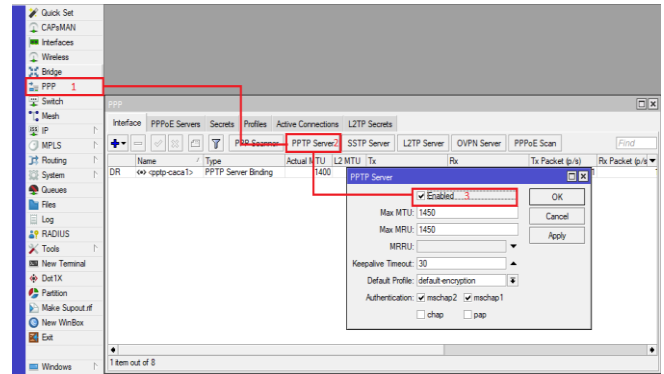 Quick Set
CAPsMAN
Interfaces
Wireless
Bridge
PPP 1
Switch
Mesh
IP
MPLS
Routing
System
Queues
Files
Log
RADIUS
Tools
New Terminal
Dot1X
Partition
Make Supout.rif
New WinBox
Exit
Windows
PPP
Interface PPPoE Servers Secrets Profiles Active Connections L2TP Secrets
PPP Scanner PPTP Server 2 SSTP Server L2TP Server OVPN Server PPPoE Scan Find
Name / Type Actual MTU L2 MTU Tx Rx Tx Packet (p/s) Rx Packet (p/s)
DR <pptp-caca1> PPTP Server Binding 1400
PPTP Server
Enabled 3
Max MTU: 1450
Max MRU: 1450
MRRU:
Keepalive Timeout: 30
Default Profile: default-encryption
Authentication: mschap2 mschap1
chap pap
OK
Cancel
Apply
1 item out of 8